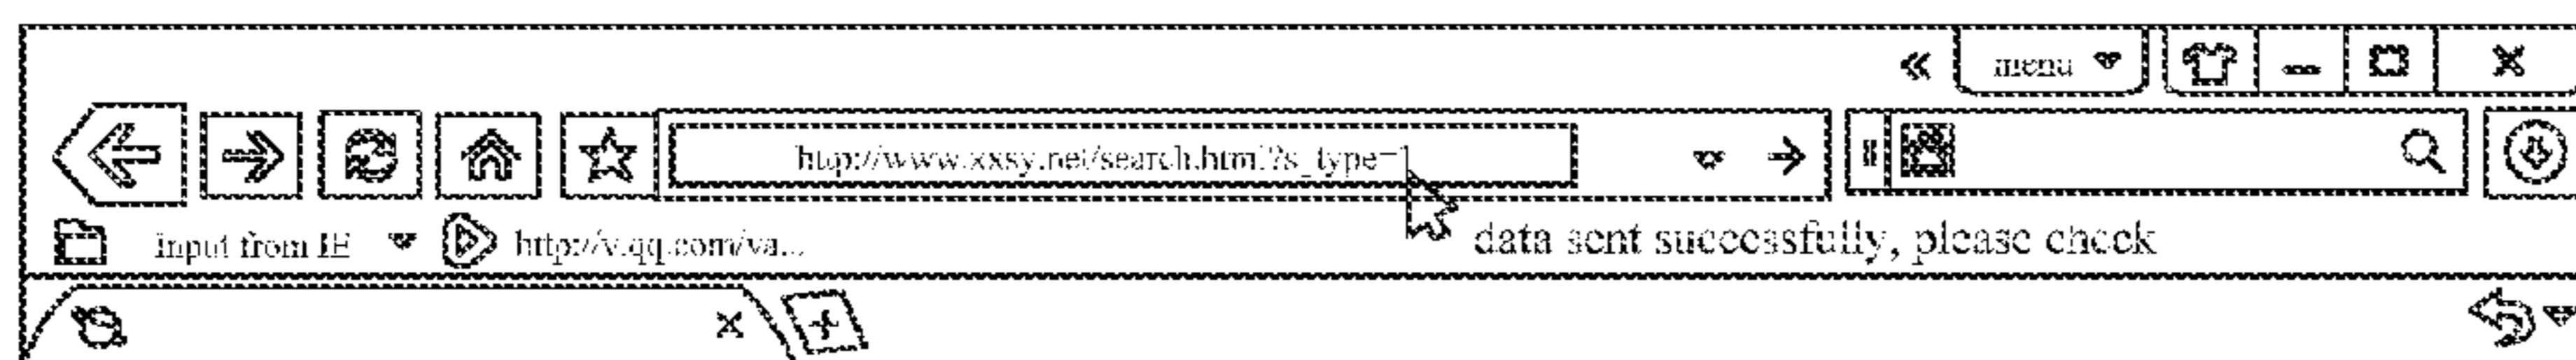 menu
http://www.xxsy.net/search.html?s_type=1
input from IE http://v.qq.com/va...
data sent successfully, please check